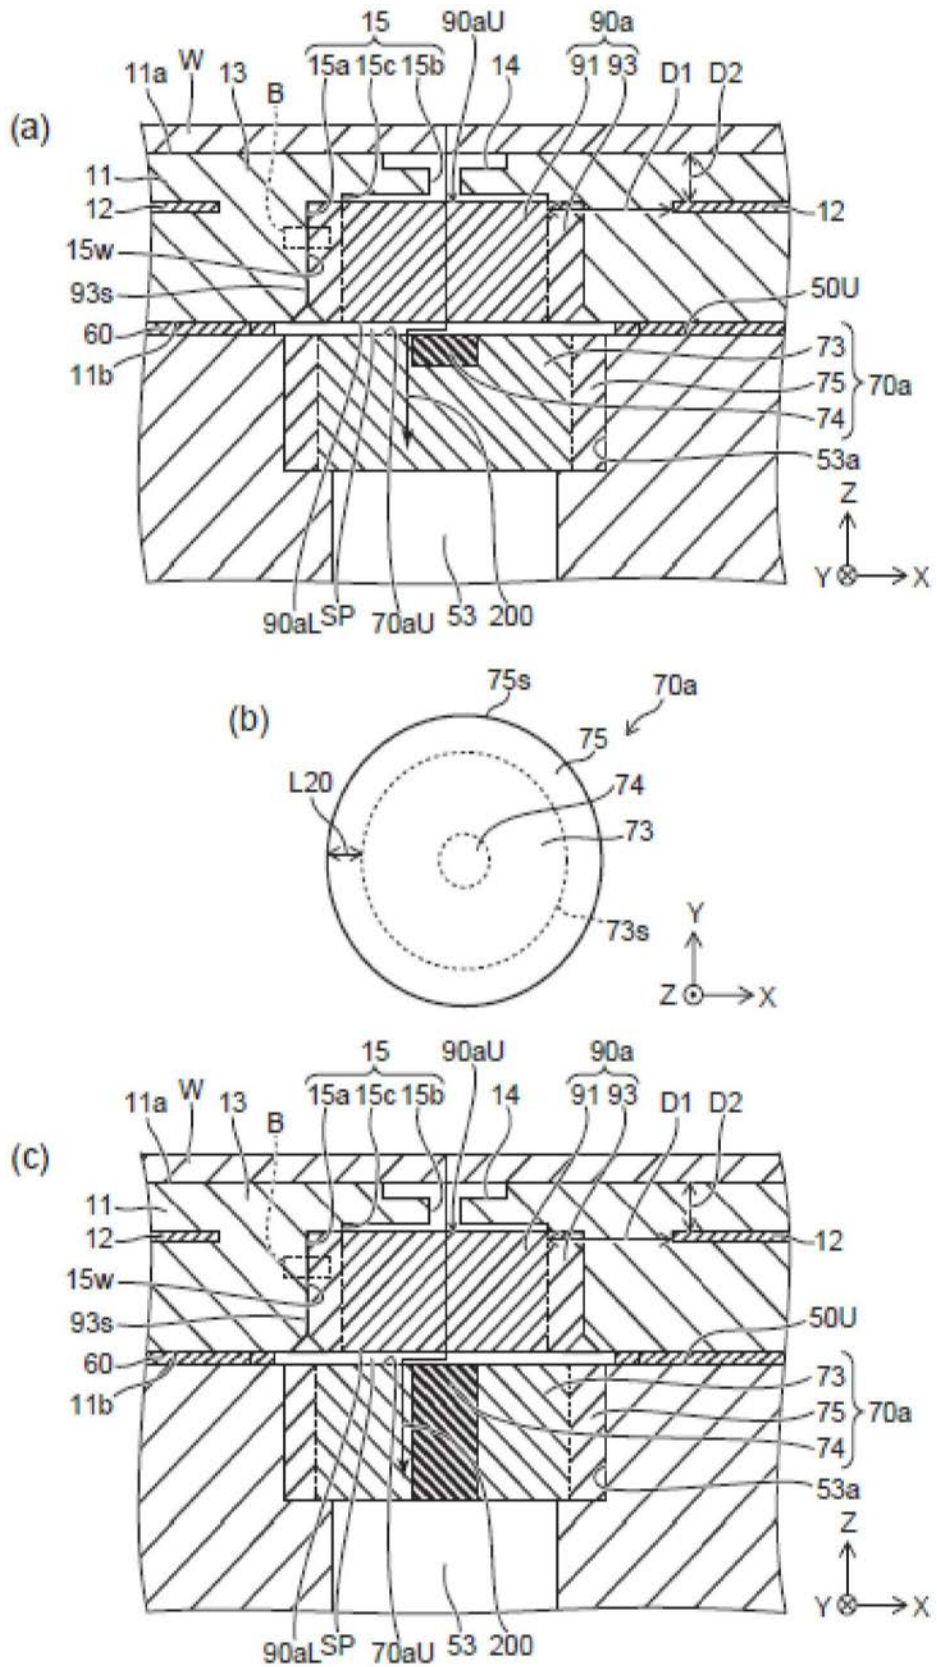 15 90aU 90a
W 15a 15c 15b 14 91 93 D1 D2
11a 13 B
(a)
11
12 12
15w
93s 50U
60 73
11b 75 70a
74
53a
Z
Y X
90aL SP 70aU 53 200
75s 70a
(b) 75
L20 74
73
73s Y
Z X
15 90aU 90a
W 15a 15c 15b 14 91 93 D1 D2
11a 13 B
(c)
11
12 12
15w
93s 50U
60 73
11b 75 70a
74
53a
Z
Y X
90aL SP 70aU 53 200